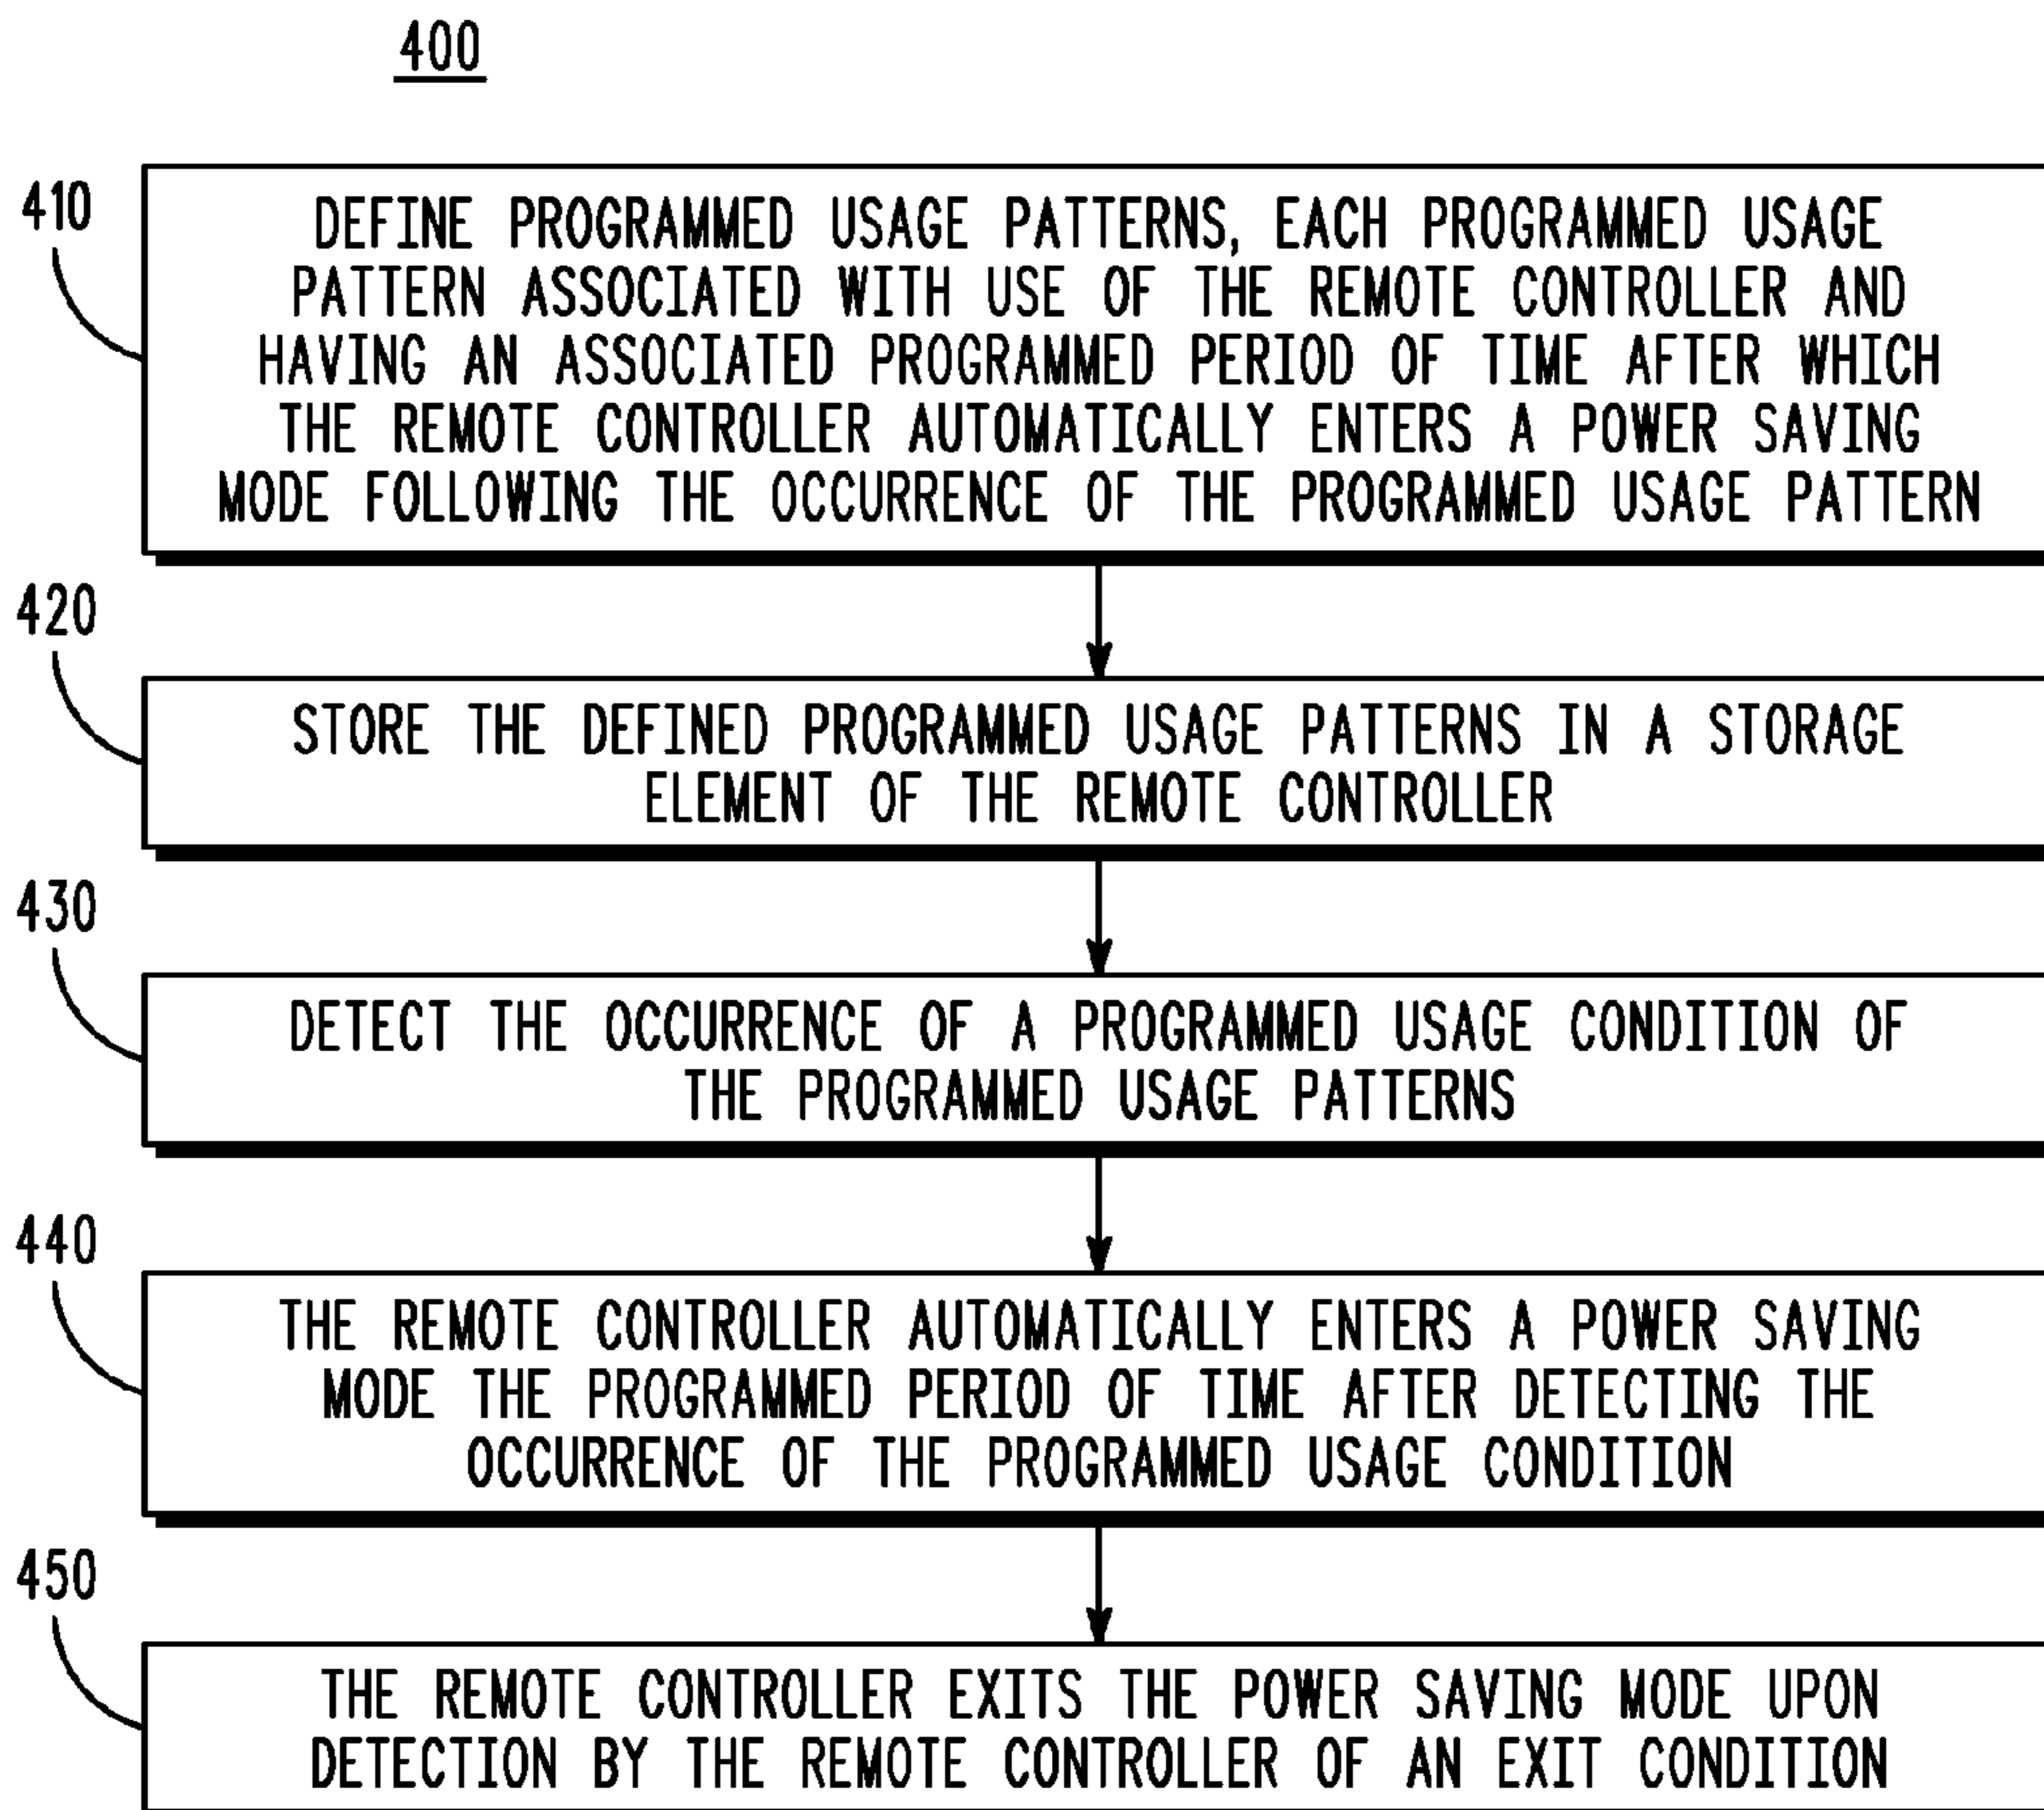 400
410
DEFINE PROGRAMMED USAGE PATTERNS, EACH PROGRAMMED USAGE
PATTERN ASSOCIATED WITH USE OF THE REMOTE CONTROLLER AND
HAVING AN ASSOCIATED PROGRAMMED PERIOD OF TIME AFTER WHICH
THE REMOTE CONTROLLER AUTOMATICALLY ENTERS A POWER SAVING
MODE FOLLOWING THE OCCURRENCE OF THE PROGRAMMED USAGE PATTERN
420
STORE THE DEFINED PROGRAMMED USAGE PATTERNS IN A STORAGE
ELEMENT OF THE REMOTE CONTROLLER
430
DETECT THE OCCURRENCE OF A PROGRAMMED USAGE CONDITION OF
THE PROGRAMMED USAGE PATTERNS
440
THE REMOTE CONTROLLER AUTOMATICALLY ENTERS A POWER SAVING
MODE THE PROGRAMMED PERIOD OF TIME AFTER DETECTING THE
OCCURRENCE OF THE PROGRAMMED USAGE CONDITION
450
THE REMOTE CONTROLLER EXITS THE POWER SAVING MODE UPON
DETECTION BY THE REMOTE CONTROLLER OF AN EXIT CONDITION